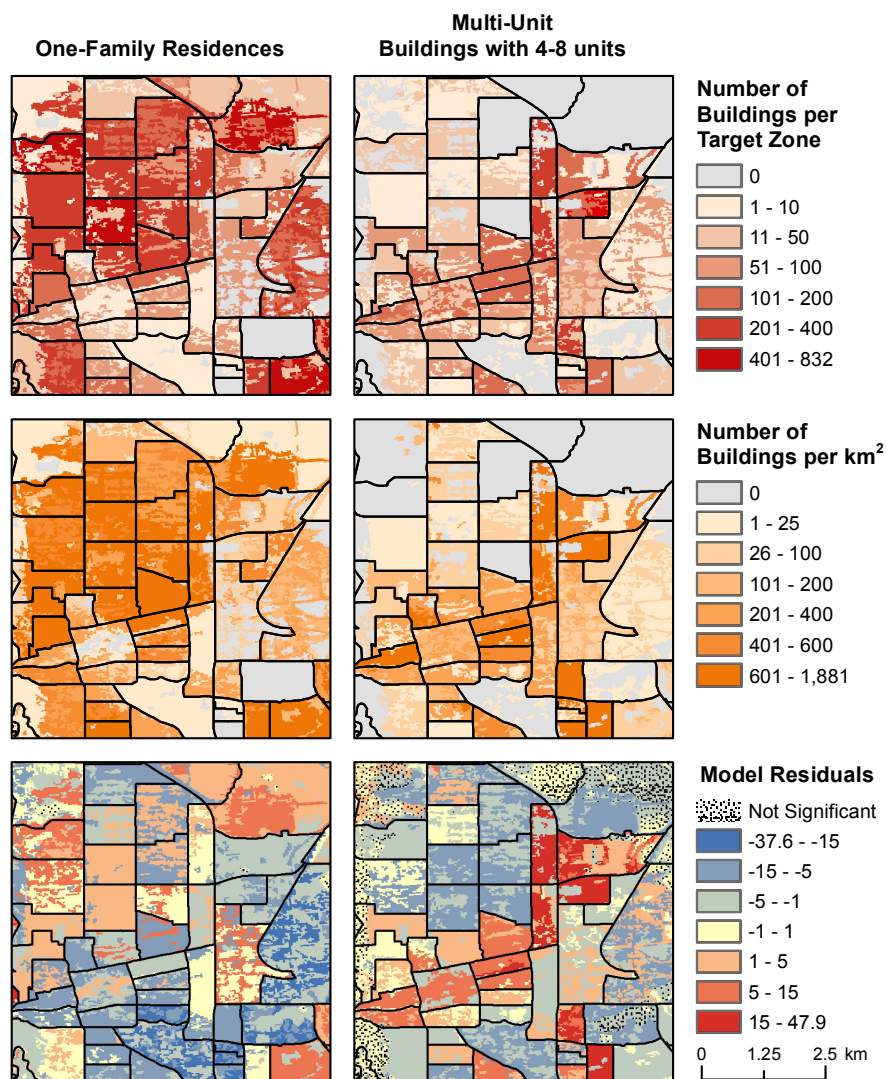 One-Family Residences
Multi-Unit
Buildings with 4-8 units
Number of
Buildings per
Target Zone
0
1 - 10
11 - 50
51 - 100
101 - 200
201 - 400
401 - 832
Number of
Buildings per km²
0
1 - 25
26 - 100
101 - 200
201 - 400
401 - 600
601 - 1,881
Model Residuals
Not Significant
-37.6 - -15
-15 - -5
-5 - -1
-1 - 1
1 - 5
5 - 15
15 - 47.9
0 1.25 2.5 km